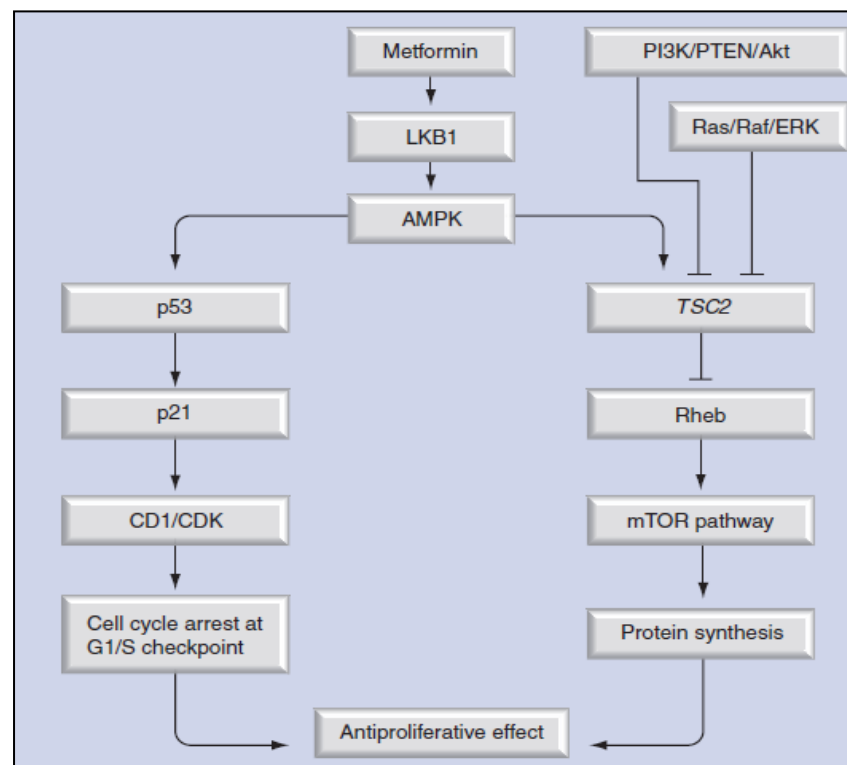 Metformin
PI3K/PTEN/Akt
Ras/Raf/ERK
LKB1
AMPK
p53
TSC2
p21
Rheb
CD1/CDK
mTOR pathway
Cell cycle arrest at
G1/S checkpoint
Protein synthesis
Antiproliferative effect